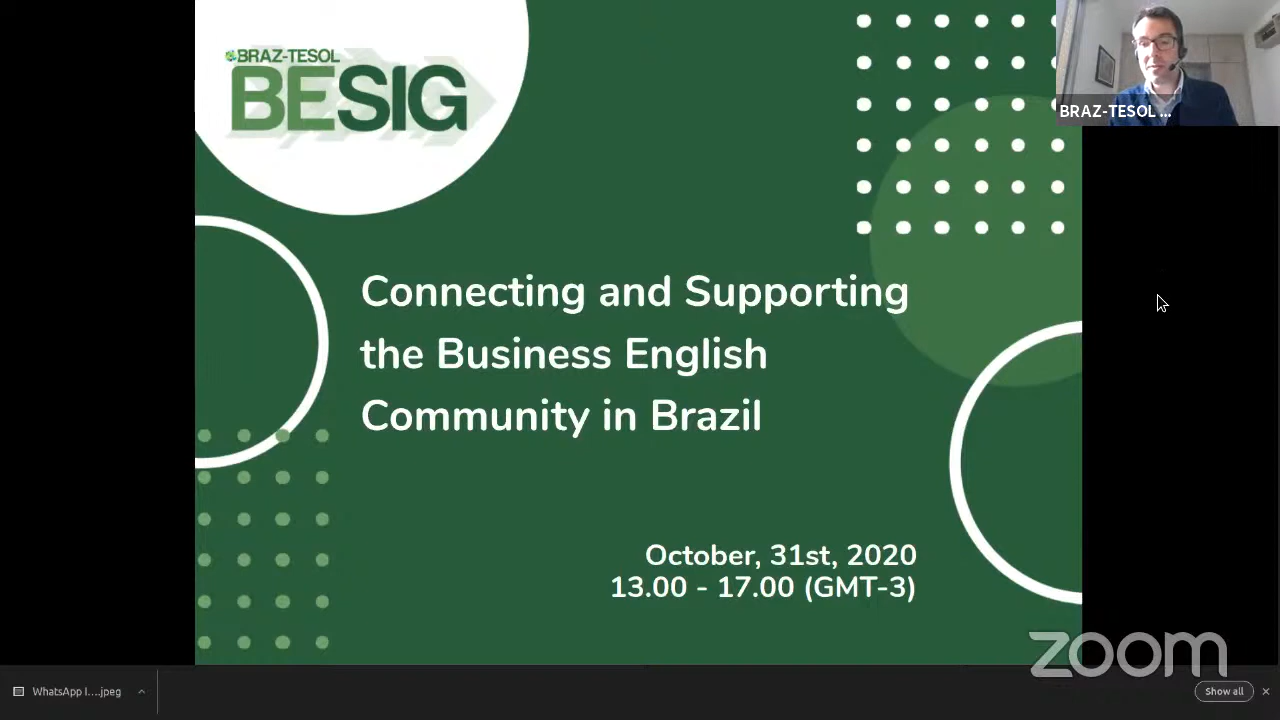 BRAZ-TESOL
BESIG
BRAZ-TESOL ...
Connecting and Supporting
the Business English
Community in Brazil
October, 31st, 2020
13.00 - 17.00 (GMT-3)
zoom
WhatsApp I....jpeg
Show all